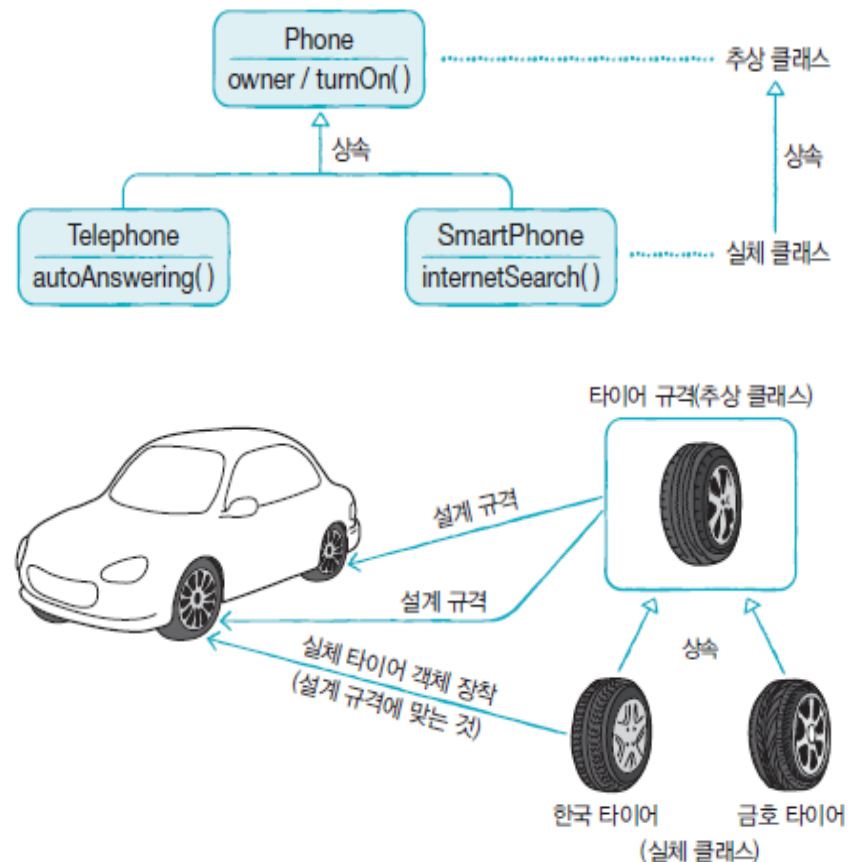 Phone
owner / turnOn( )
추상 클래스
상속
상속
Telephone
autoAnswering( )
SmartPhone
internetSearch( )
실체 클래스
타이어 규격(추상 클래스)
설계 규격
설계 규격
실체 타이어 객체 장착
(설계 규격에 맞는 것)
상속
한국 타이어
금호 타이어
(실체 클래스)